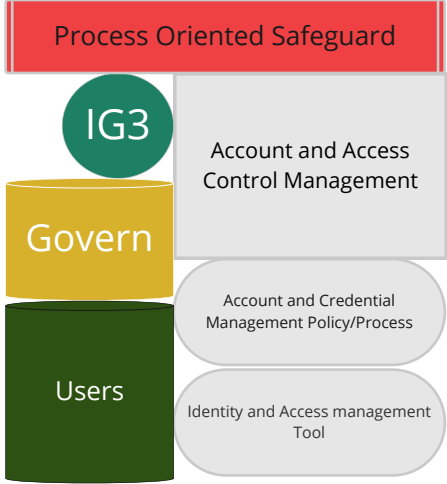 Process Oriented Safeguard
IG3
Account and Access
Control Management
Govern
Account and Credential
Management Policy/Process
Users
Identity and Access management
Tool